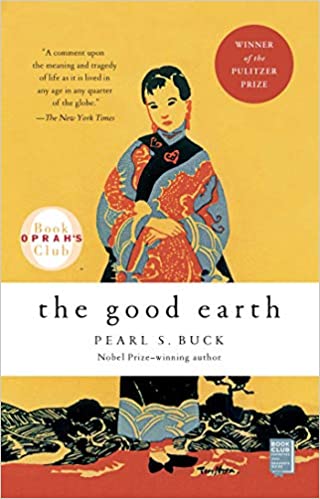 "A comment upon
the meaning and tragedy
of life as it is lived in
any age in any quarter
of the globe."
—The New York Times
WINNER
of the
PULITZER
PRIZE
Book
OPRAH'S
Club
the good earth
PEARL S. BUCK
Nobel Prize–winning author
BOOK
CLUB